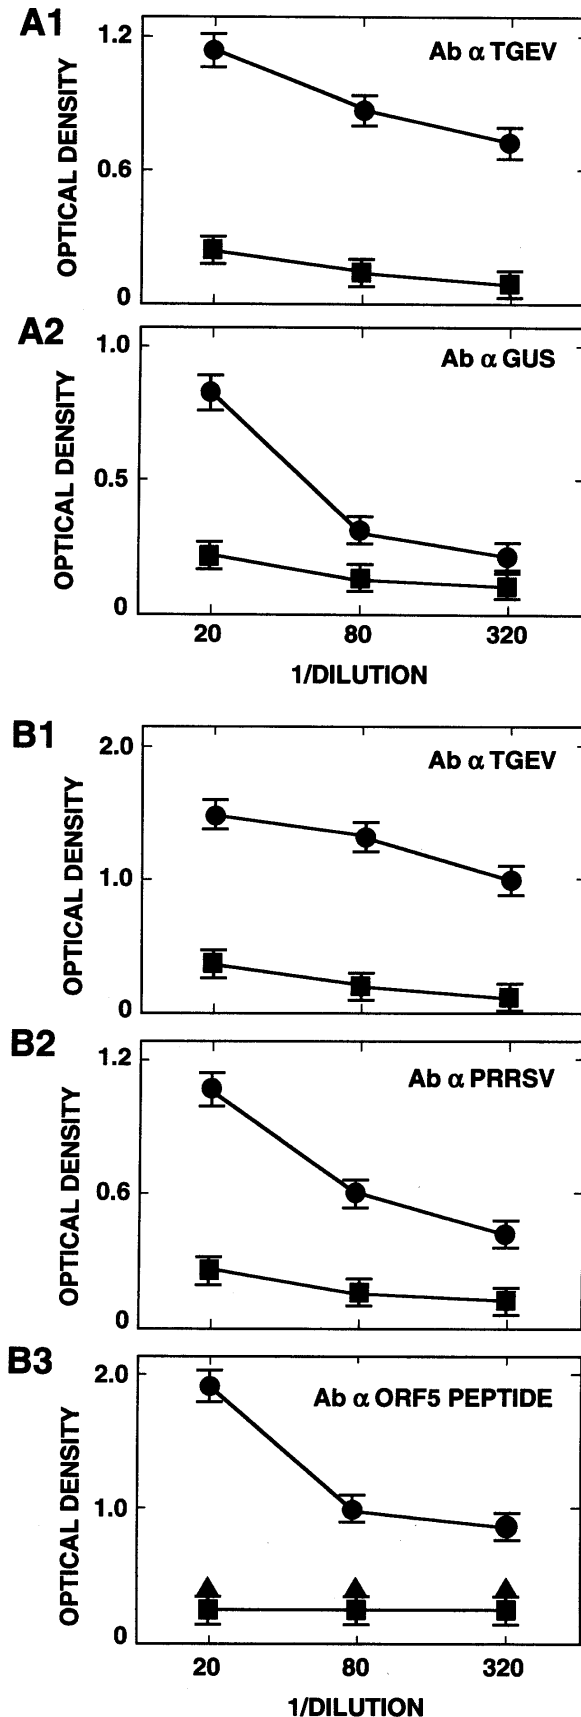 A1
Ab α TGEV
OPTICAL DENSITY
1.2
0.6
0
A2
Ab α GUS
OPTICAL DENSITY
1.0
0.5
0
20 80 320
1/DILUTION
B1
Ab α TGEV
OPTICAL DENSITY
2.0
1.0
0
B2
Ab α PRRSV
OPTICAL DENSITY
1.2
0.6
0
B3
Ab α ORF5 PEPTIDE
OPTICAL DENSITY
2.0
1.0
0
20 80 320
1/DILUTION